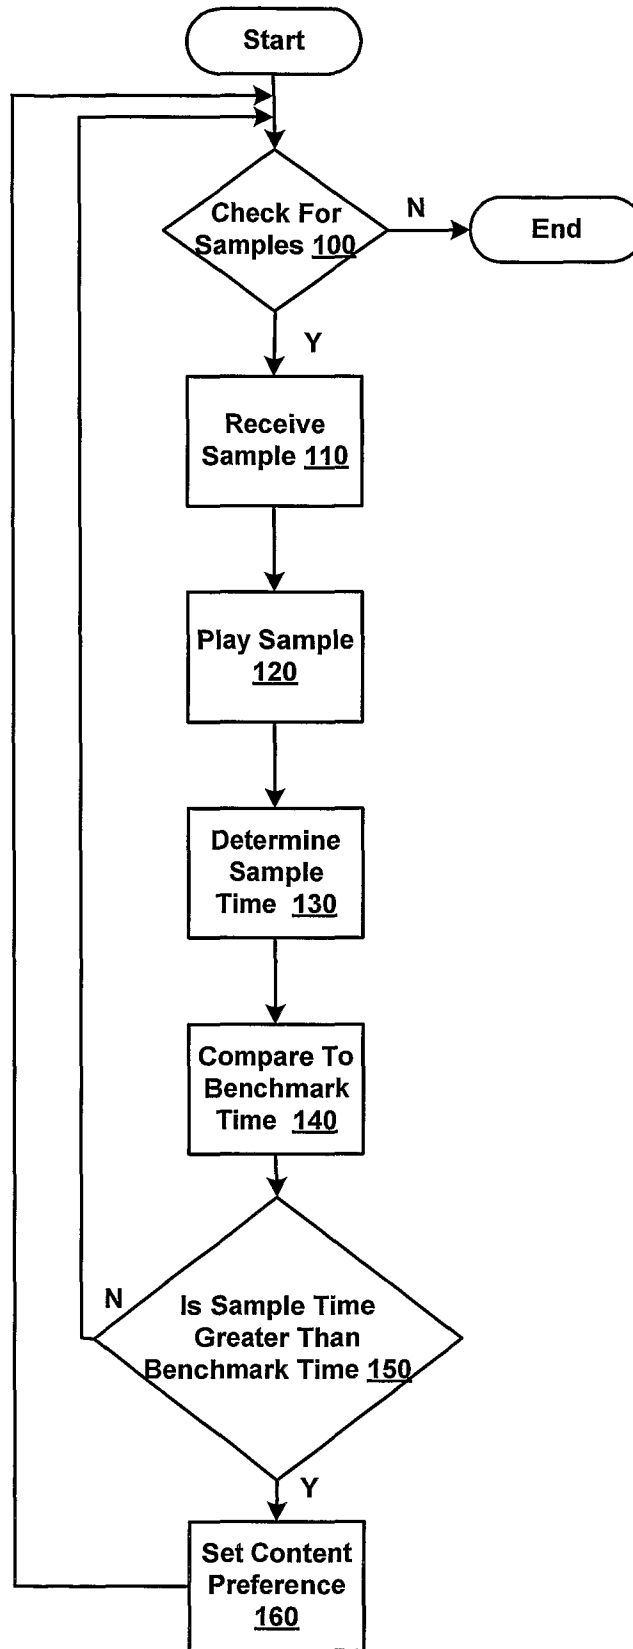 Start
Check For
Samples 100
N
End
Y
Receive
Sample 110
Play Sample
120
Determine
Sample
Time 130
Compare To
Benchmark
Time 140
N
Is Sample Time
Greater Than
Benchmark Time 150
Y
Set Content
Preference
160